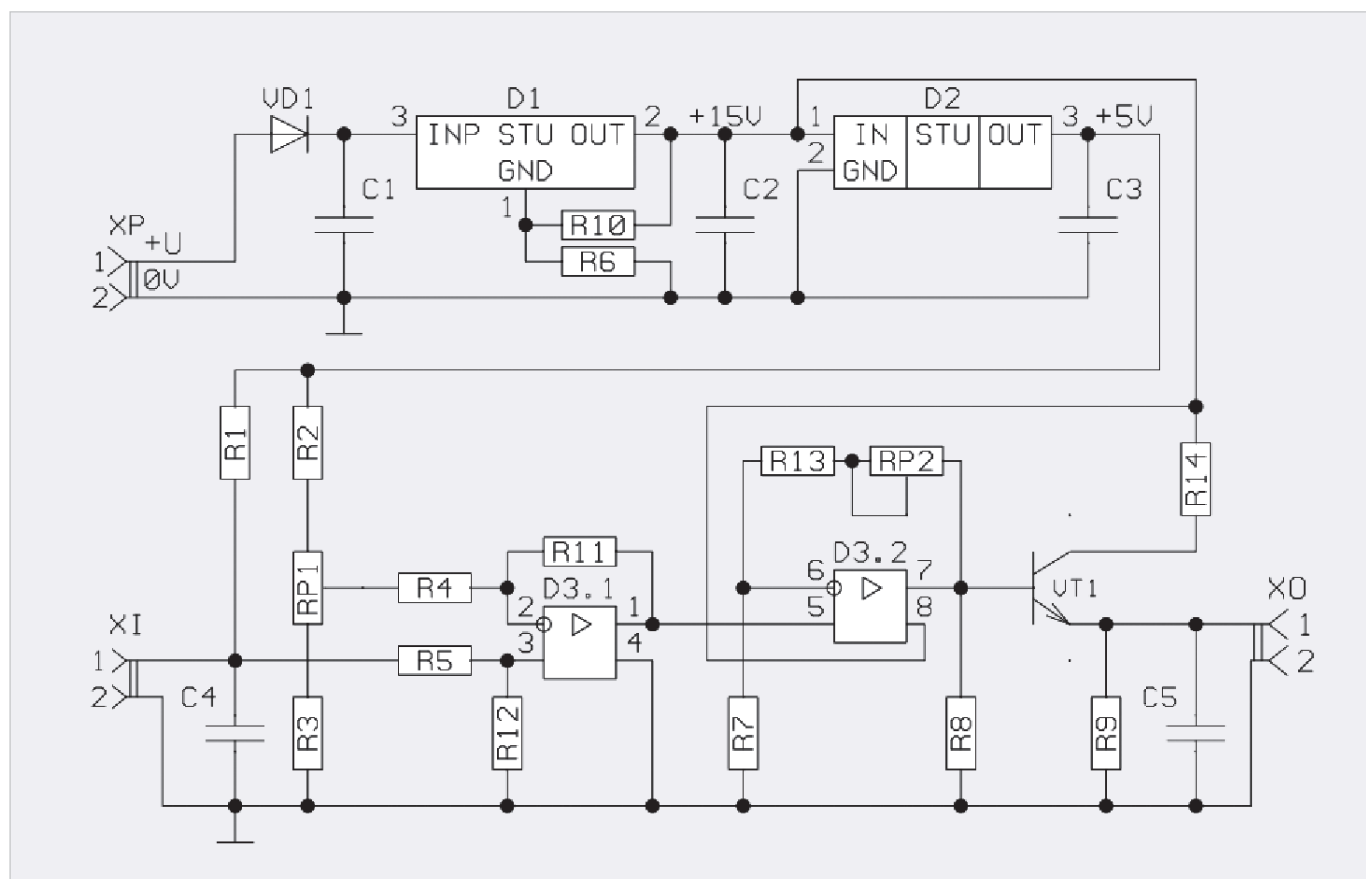 VD1
D1
D2
3 INP STU OUT 2 +15V
GND
1
1 IN STU OUT 3 +5V
2 GND
C1
C2
C3
R10
R6
XP
1 +U
2 0V
R1
R2
R13
RP2
R14
RP1
R4
R11
D3.1
2 1
3 4
D3.2
6 7
5 8
VT1
XO
1
2
XI
1
2
R5
C4
R3
R12
R7
R8
R9
C5